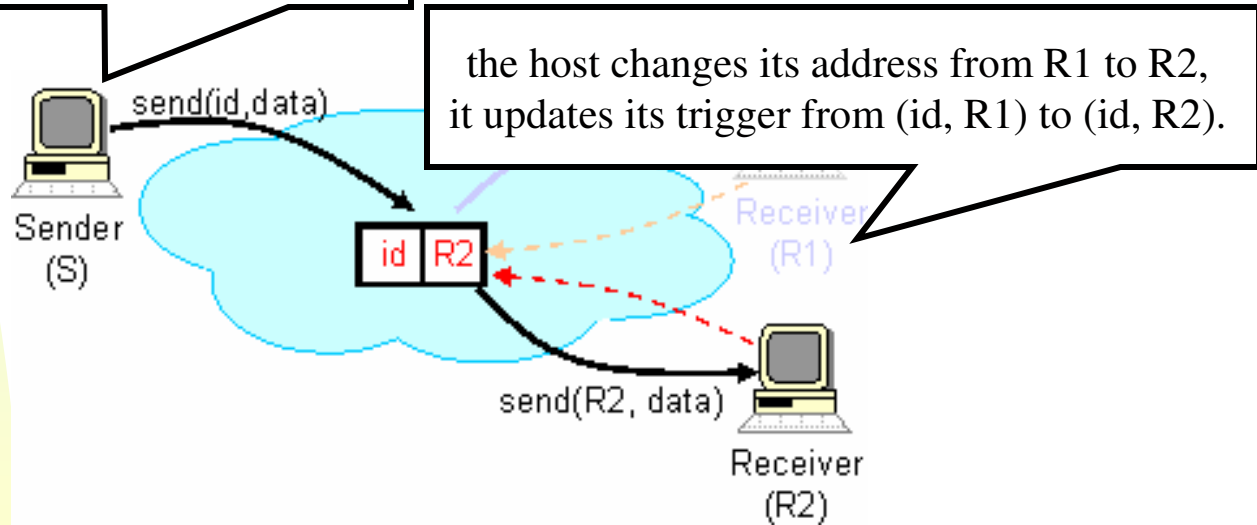 the host changes its address from R1 to R2,
it updates its trigger from (id, R1) to (id, R2).
send(id,data)
Sender
(S)
id R2
Receiver
(R1)
send(R2, data)
Receiver
(R2)